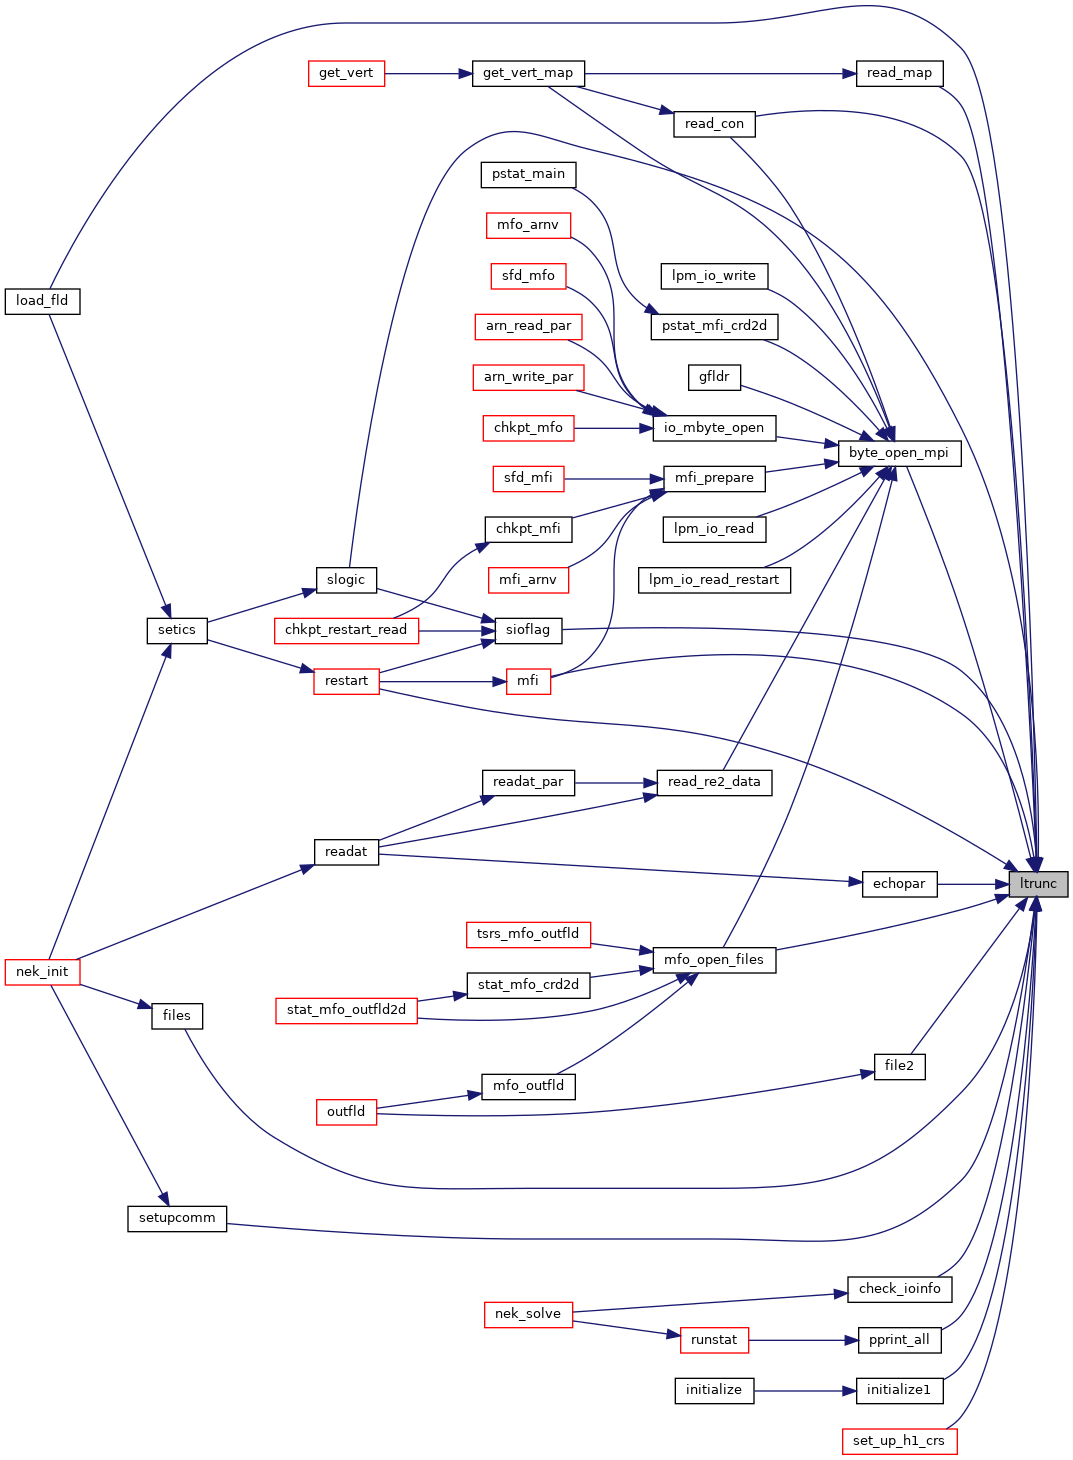 get_vert
get_vert_map
read_map
read_con
pstat_main
mfo_arnv
sfd_mfo
lpm_io_write
load_fld
arn_read_par
pstat_mfi_crd2d
arn_write_par
gfldr
chkpt_mfo
io_mbyte_open
byte_open_mpi
sfd_mfi
mfi_prepare
chkpt_mfi
lpm_io_read
slogic
mfi_arnv
lpm_io_read_restart
setics
chkpt_restart_read
sioflag
restart
mfi
readat_par
read_re2_data
readat
echopar
ltrunc
tsrs_mfo_outfld
mfo_open_files
nek_init
stat_mfo_crd2d
stat_mfo_outfld2d
files
file2
mfo_outfld
outfld
setupcomm
check_ioinfo
nek_solve
runstat
pprint_all
initialize
initialize1
set_up_h1_crs